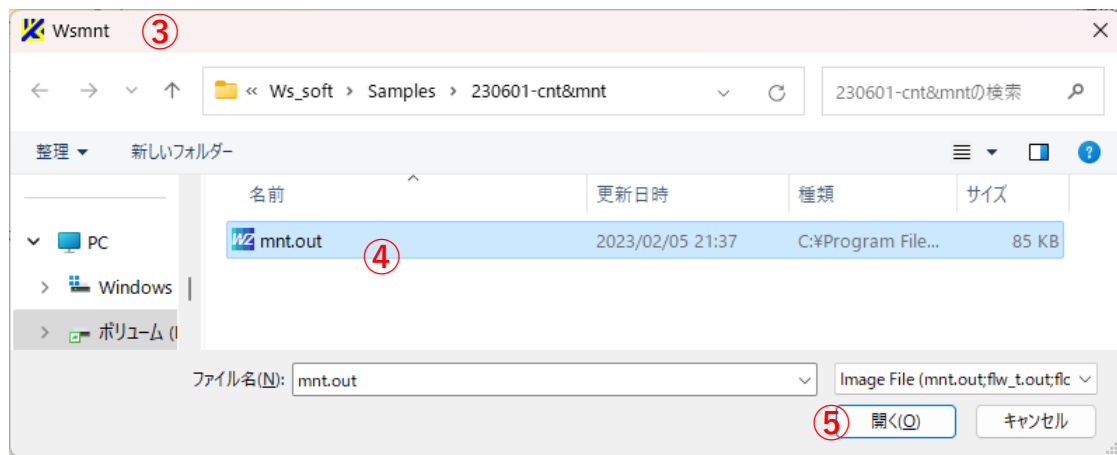 Wsmnt ③
« Ws_soft > Samples > 230601-cnt&mnt 230601-cnt&mntの検索
整理 新しいフォルダー
名前 更新日時 種類 サイズ
PC
WZ mnt.out ④ 2023/02/05 21:37 C:¥Program File... 85 KB
Windows
ボリューム (
ファイル名(N): mnt.out Image File (mnt.out;flw_t.out;flc
⑤ 開く(O) キャンセル